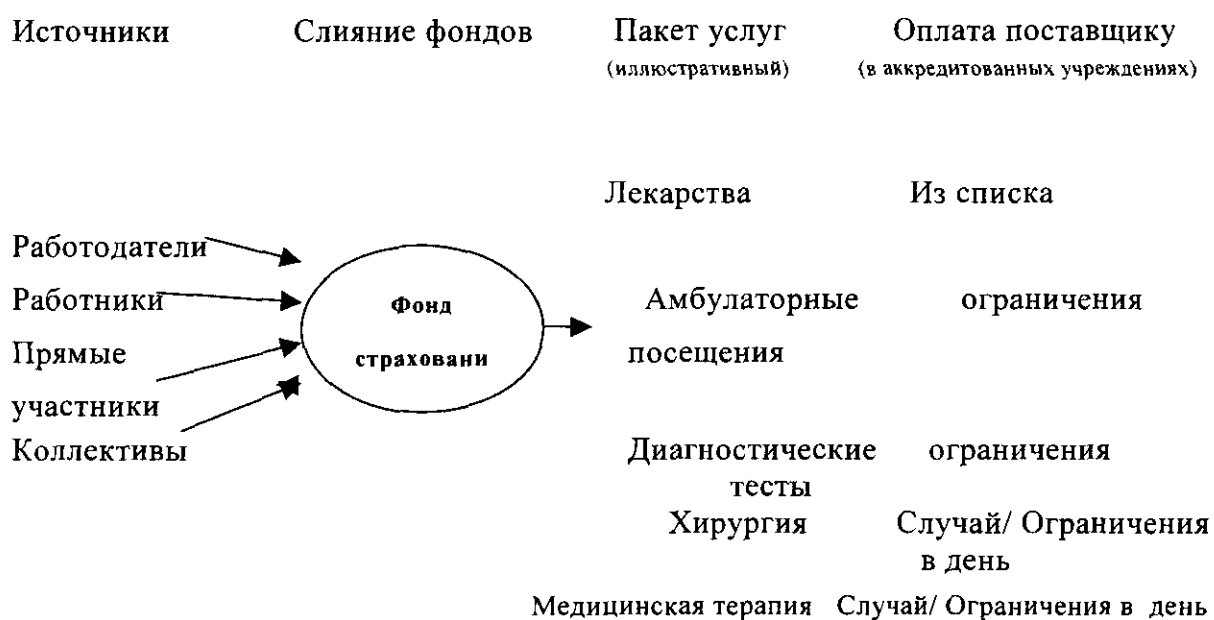 Источники Слияние фондов Пакет услуг Оплата поставщику
(иллюстративный) (в аккредитованных учреждениях)
Лекарства Из списка
Работодатели
Работники Фонд Амбулаторные ограничения
Прямые страховани посещения
участники
Коллективы Диагностические ограничения
тесты
Хирургия Случай/ Ограничения
в день
Медицинская терапия Случай/ Ограничения в день